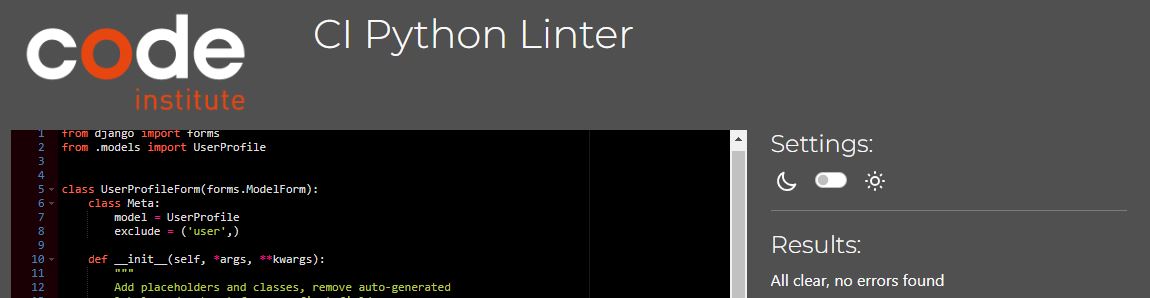 code
institute
CI Python Linter
1 from django import forms
2 from .models import UserProfile
3
4
5 class UserProfileForm(forms.ModelForm):
6 class Meta:
7 model = UserProfile
8 exclude = ('user',)
9
10 def __init__(self, *args, **kwargs):
11 """
12 Add placeholders and classes, remove auto-generated
Settings:
Results:
All clear, no errors found